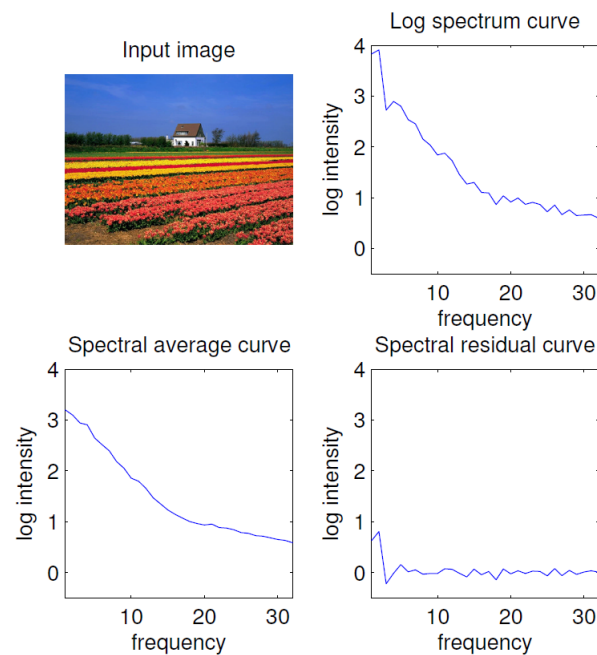 Input image
Log spectrum curve
4
3
2
1
0
log intensity
10 20 30
frequency
Spectral average curve
4
3
2
1
0
log intensity
10 20 30
frequency
Spectral residual curve
4
3
2
1
0
log intensity
10 20 30
frequency